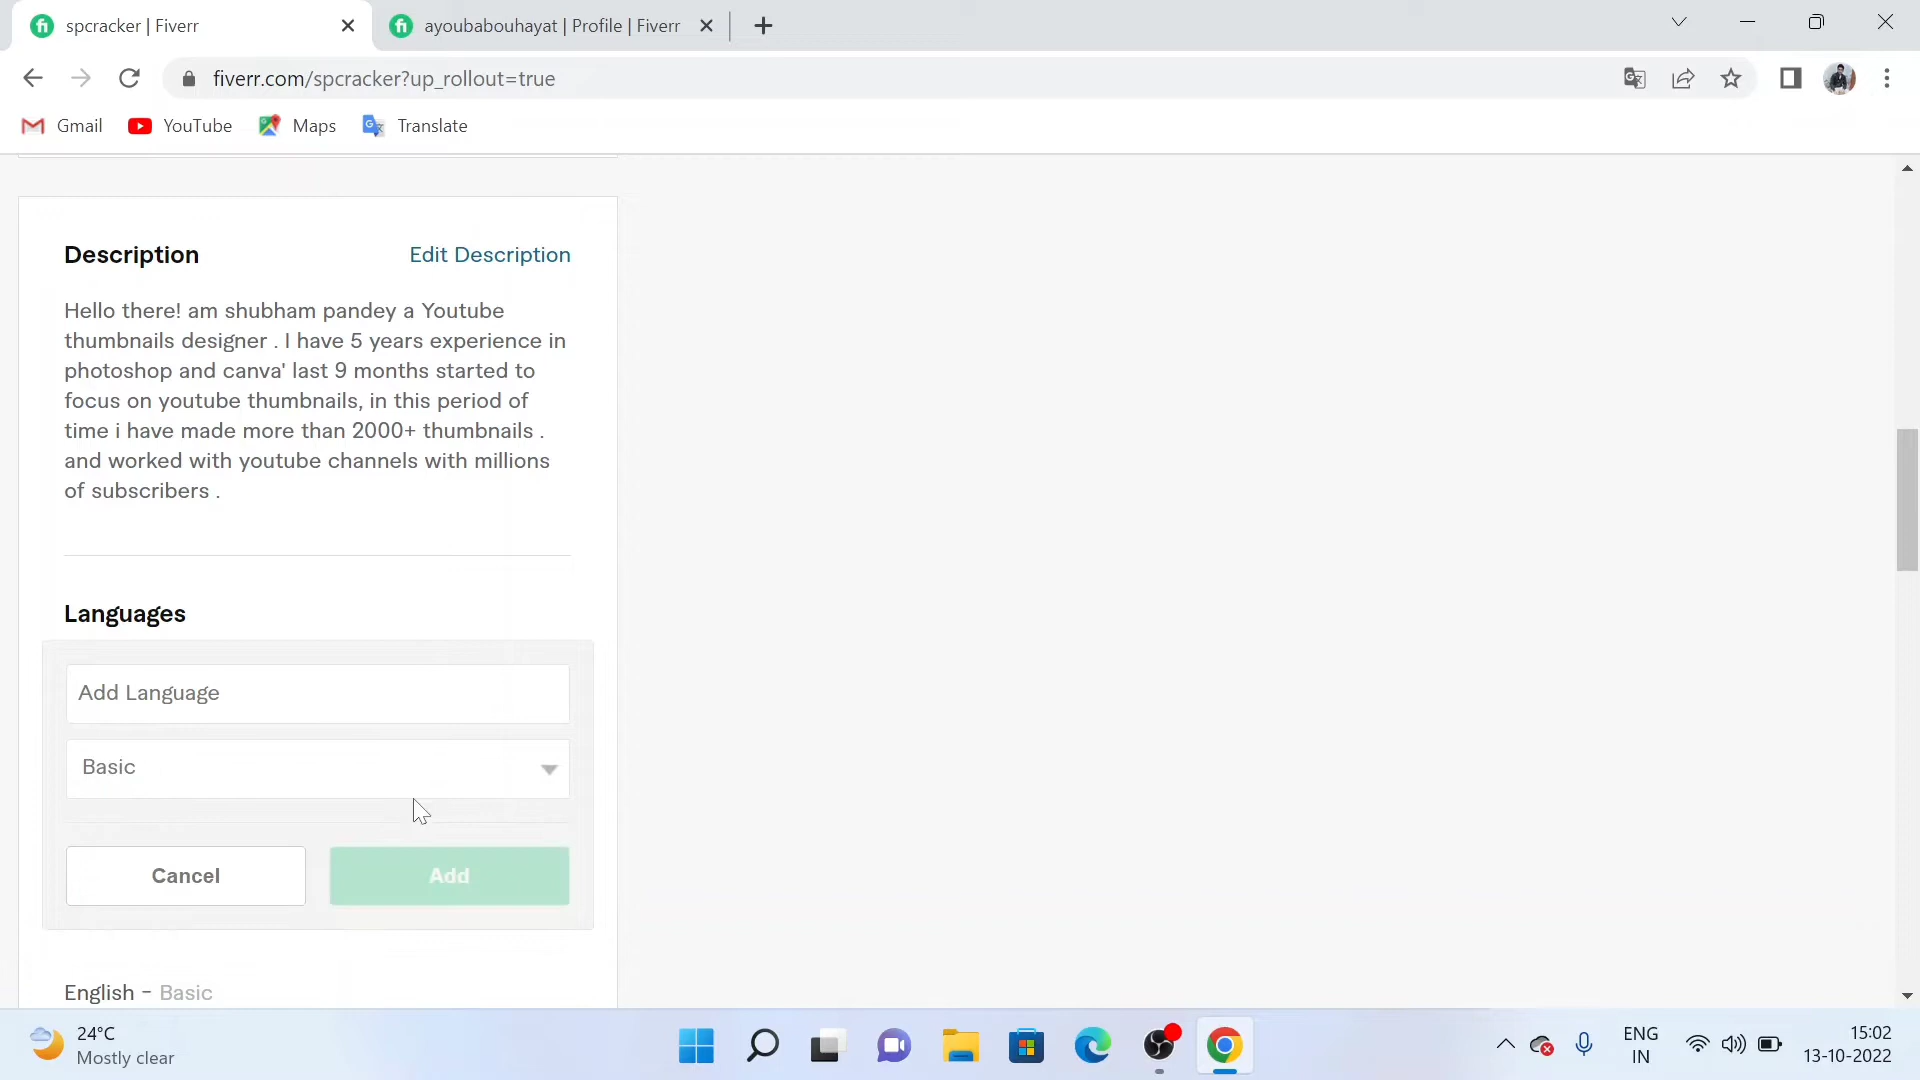 spcracker | Fiverr
ayoubabouhayat | Profile | Fiverr
fiverr.com/spcracker?up_rollout=true
Gmail
YouTube
Maps
Translate
Description
Edit Description
Hello there! am shubham pandey a Youtube
thumbnails designer . I have 5 years experience in
photoshop and canva' last 9 months started to
focus on youtube thumbnails, in this period of
time i have made more than 2000+ thumbnails .
and worked with youtube channels with millions
of subscribers .
Languages
Add Language
Basic
Cancel
Add
English - Basic
24°C
Mostly clear
ENG
IN
15:02
13-10-2022